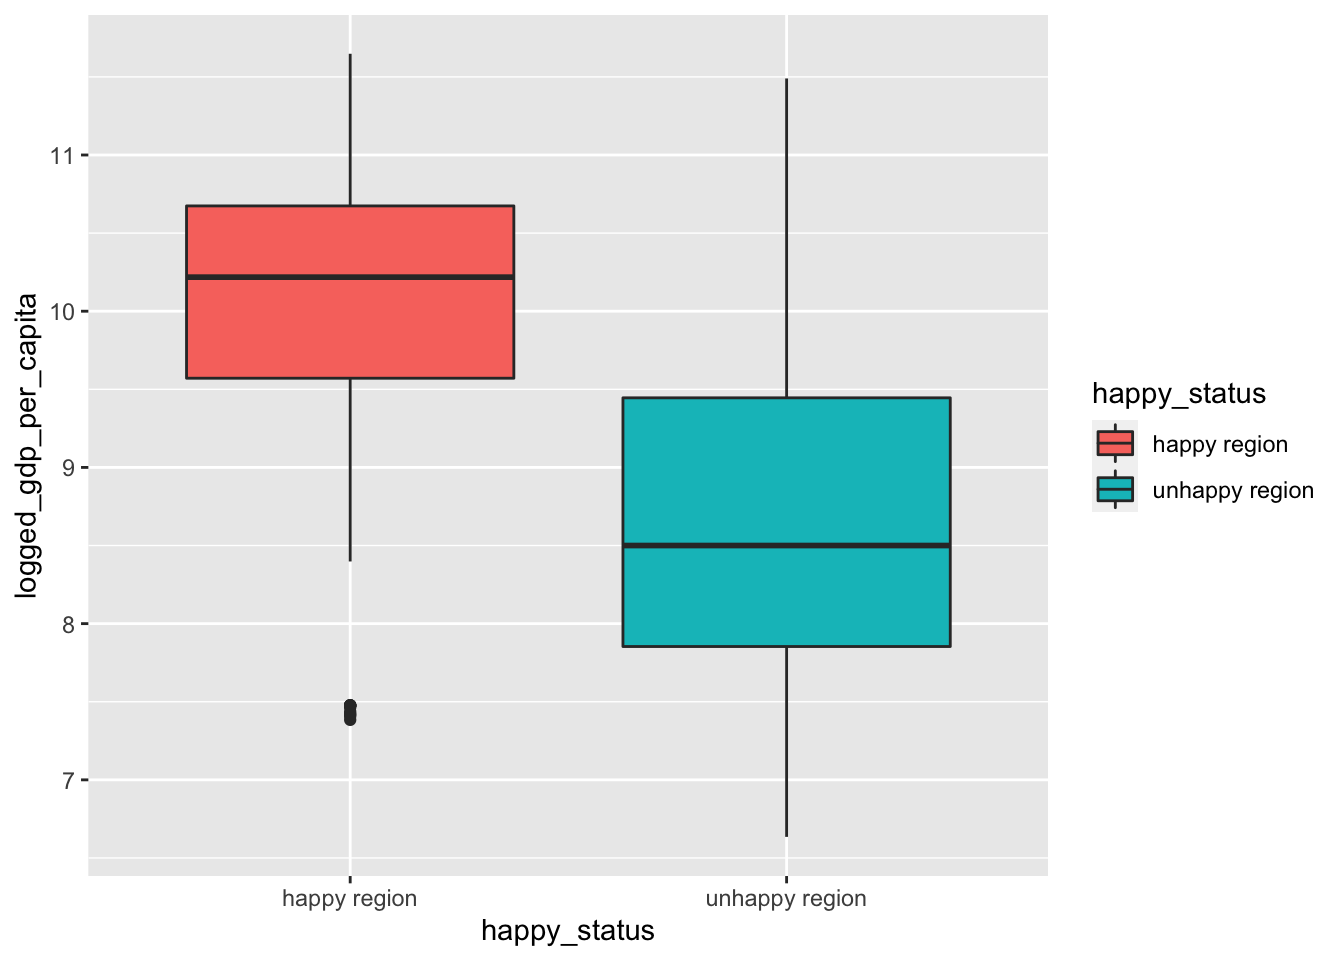 logged_gdp_per_capita
11
10
9
8
7
happy region
unhappy region
happy_status
happy_status
happy region
unhappy region